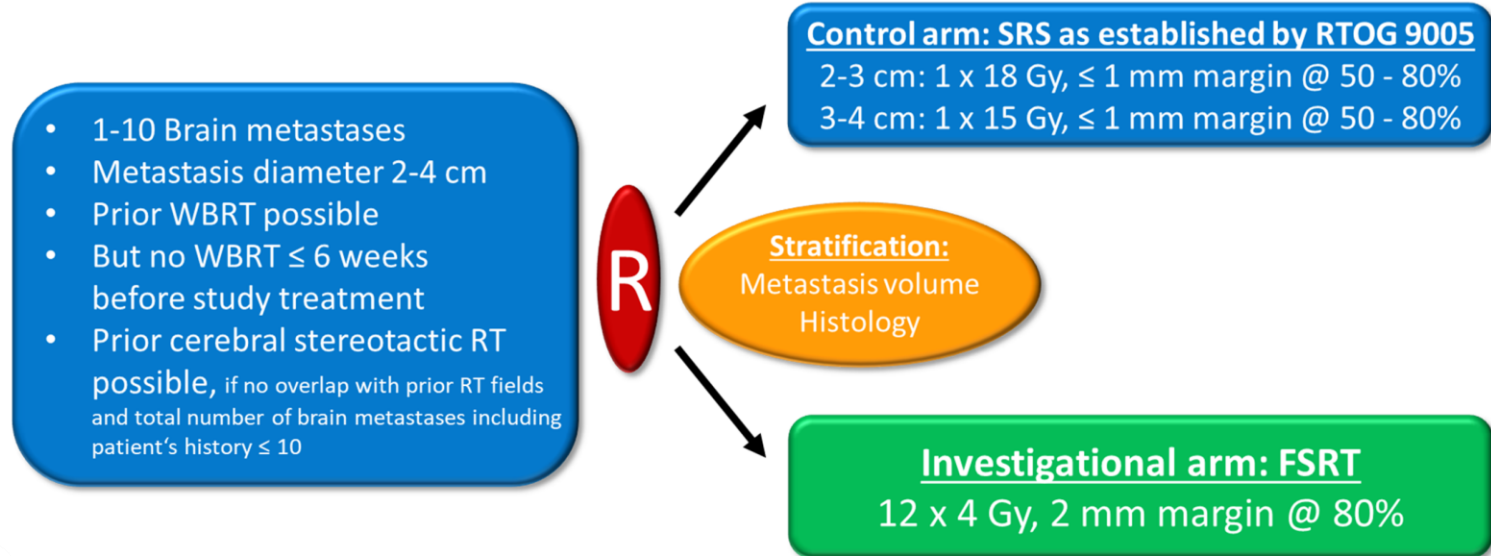 • 1-10 Brain metastases
• Metastasis diameter 2-4 cm
• Prior WBRT possible
• But no WBRT ≤ 6 weeks
before study treatment
• Prior cerebral stereotactic RT
possible, if no overlap with prior RT fields
and total number of brain metastases including
patient‘s history ≤ 10
R
Stratification:
Metastasis volume
Histology
Control arm: SRS as established by RTOG 9005
2-3 cm: 1 x 18 Gy, ≤ 1 mm margin @ 50 - 80%
3-4 cm: 1 x 15 Gy, ≤ 1 mm margin @ 50 - 80%
Investigational arm: FSRT
12 x 4 Gy, 2 mm margin @ 80%